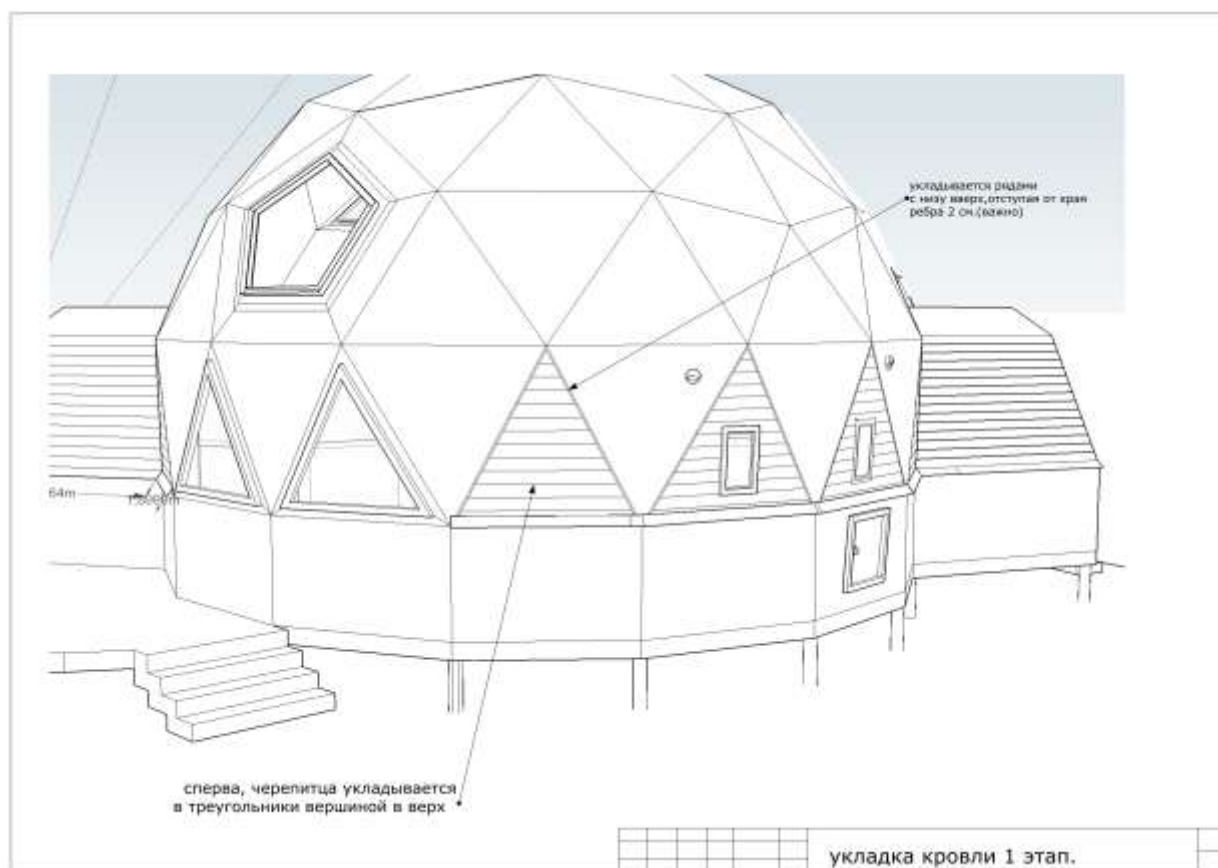 укладывается рядами
с низу вверх,отступая от края
ребра 2 см.(важно)
64m
сперва, черепитца укладывается
в треугольники вершиной в верх
укладка кровли 1 этап.